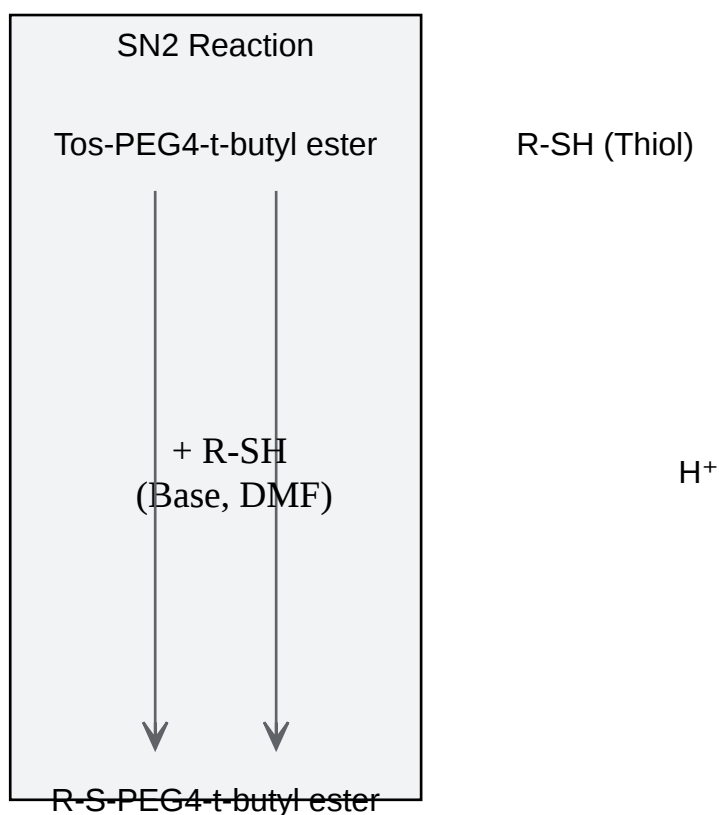 SN2 Reaction
Tos-PEG4-t-butyl ester
R-SH (Thiol)
+ R-SH
(Base, DMF)
H⁺
R-S-PEG4-t-butyl ester